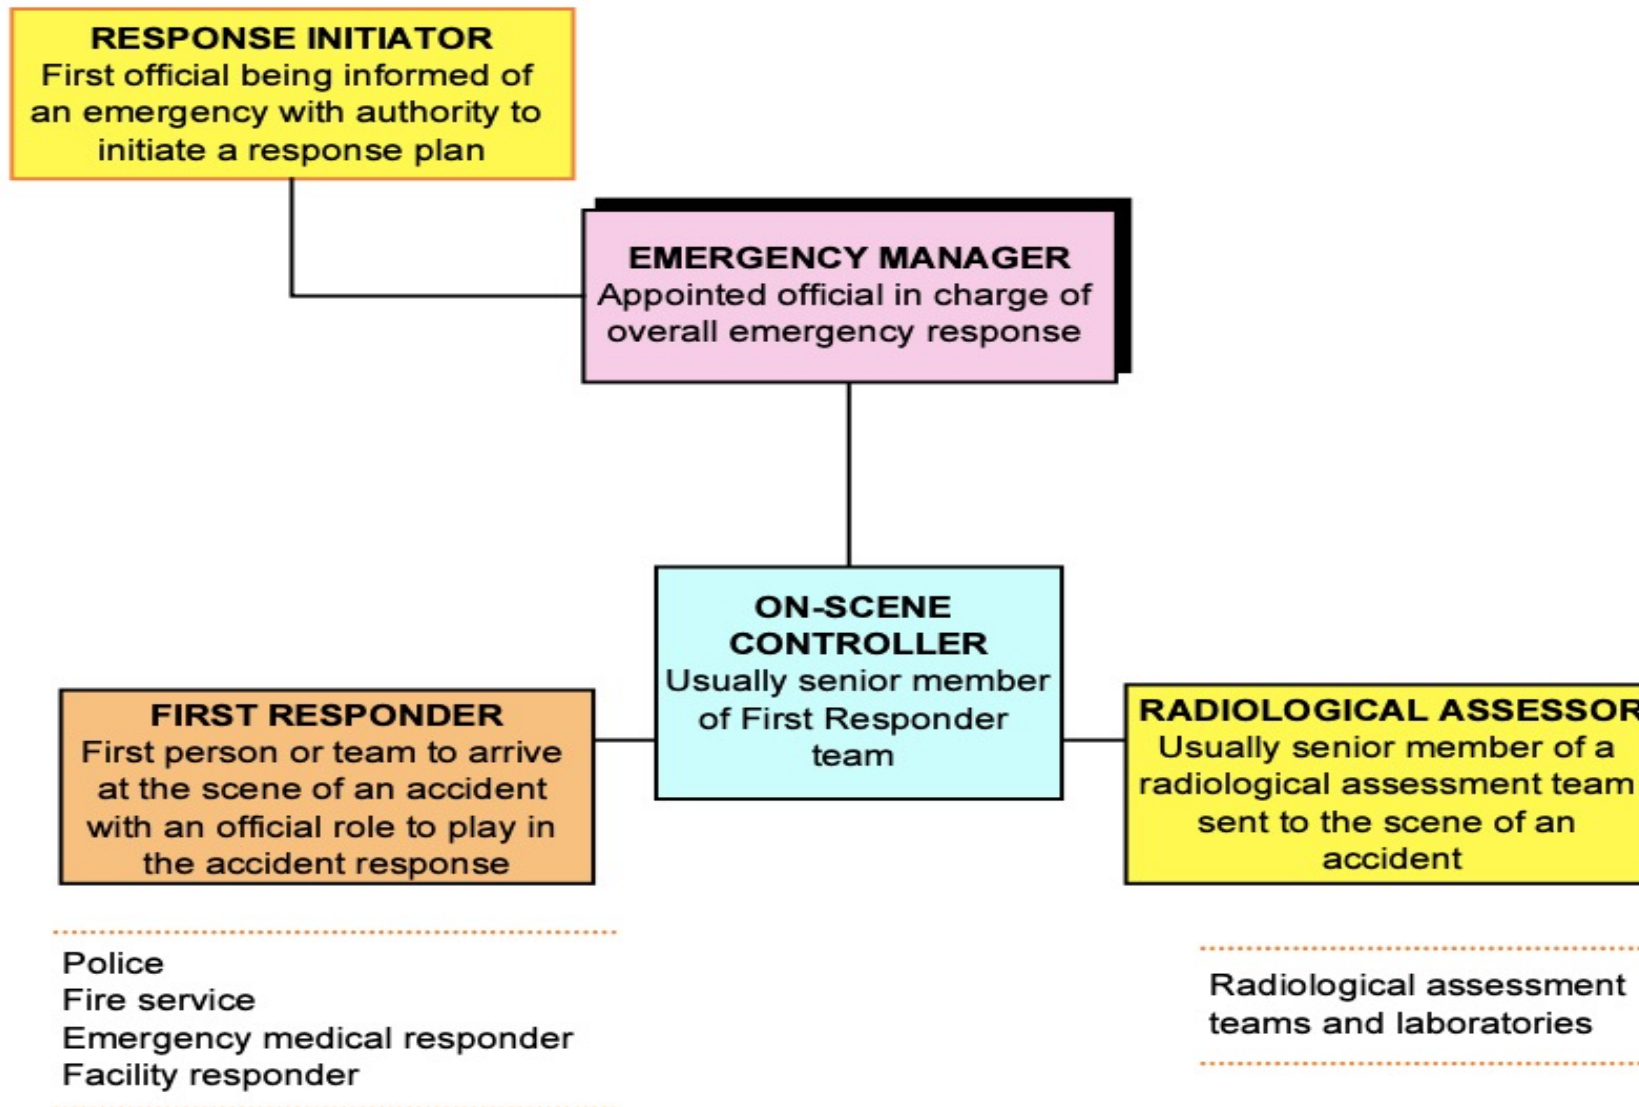 RESPONSE INITIATOR
First official being informed of
an emergency with authority to
initiate a response plan
EMERGENCY MANAGER
Appointed official in charge of
overall emergency response
ON-SCENE
CONTROLLER
Usually senior member
of First Responder
team
FIRST RESPONDER
First person or team to arrive
at the scene of an accident
with an official role to play in
the accident response
RADIOLOGICAL ASSESSOR
Usually senior member of a
radiological assessment team
sent to the scene of an
accident
Police
Fire service
Emergency medical responder
Facility responder
Radiological assessment
teams and laboratories